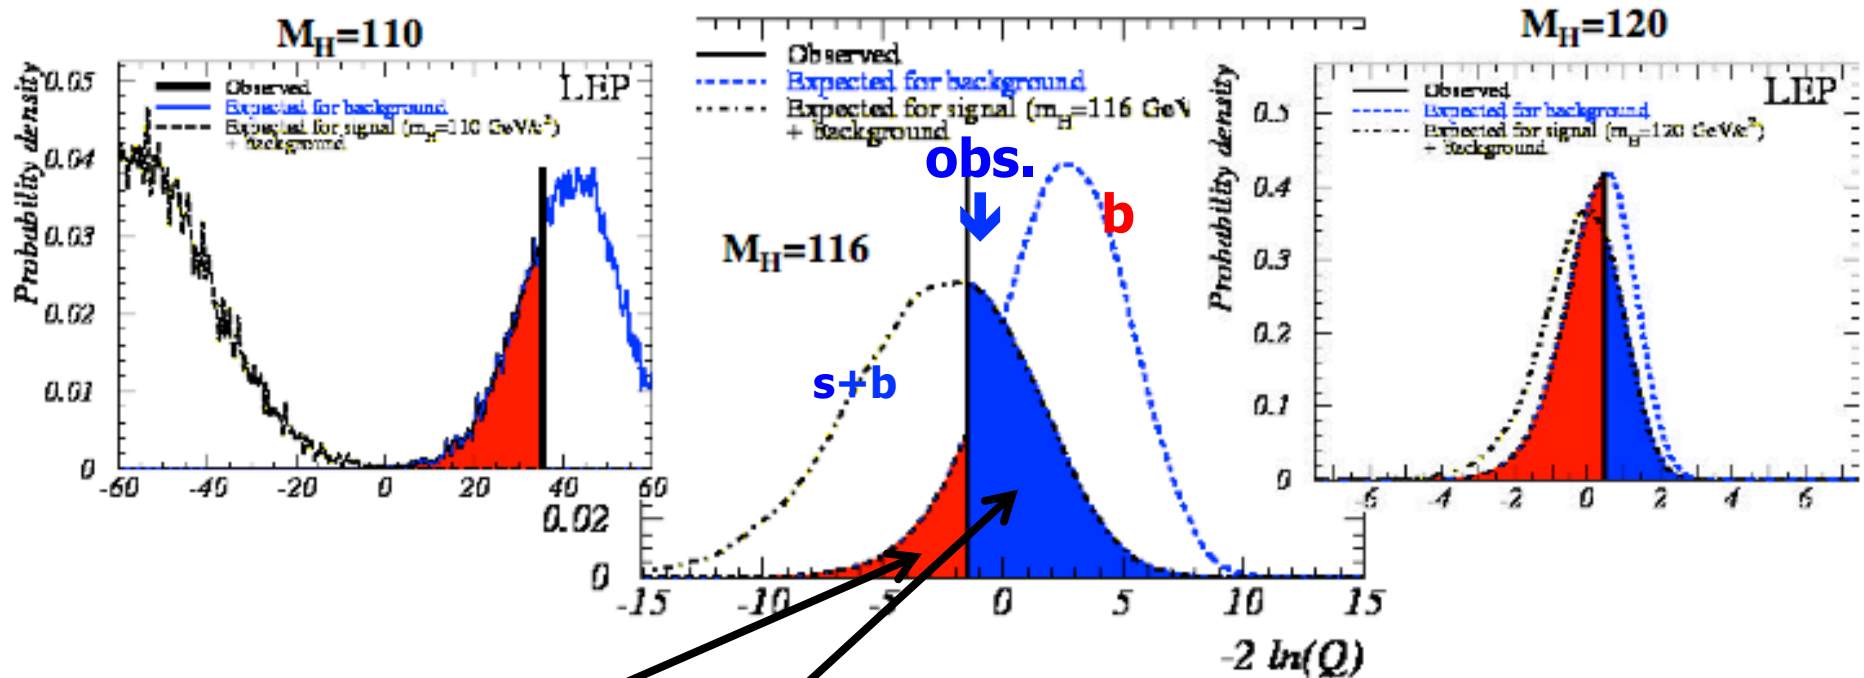 M_H=110
Probability density
0.05
0.04
0.03
0.02
0.01
0
Observed
Expected for background
Expected for signal (m_H=110 GeV/c²)
+ background
LEP
-60 -40 -20 0 20 40 60
Observed
Expected for background
Expected for signal (m_H=116 GeV
+ background
obs.
b
M_H=116
s+b
0.02
0
-15 -10 -5 0 5 10 15
-2 ln(Q)
M_H=120
Probability density
0.5
0.4
0.3
0.2
0.1
0
Observed
Expected for background
Expected for signal (m_H=120 GeV/c²)
+ background
LEP
-6 -4 -2 0 2 4 6